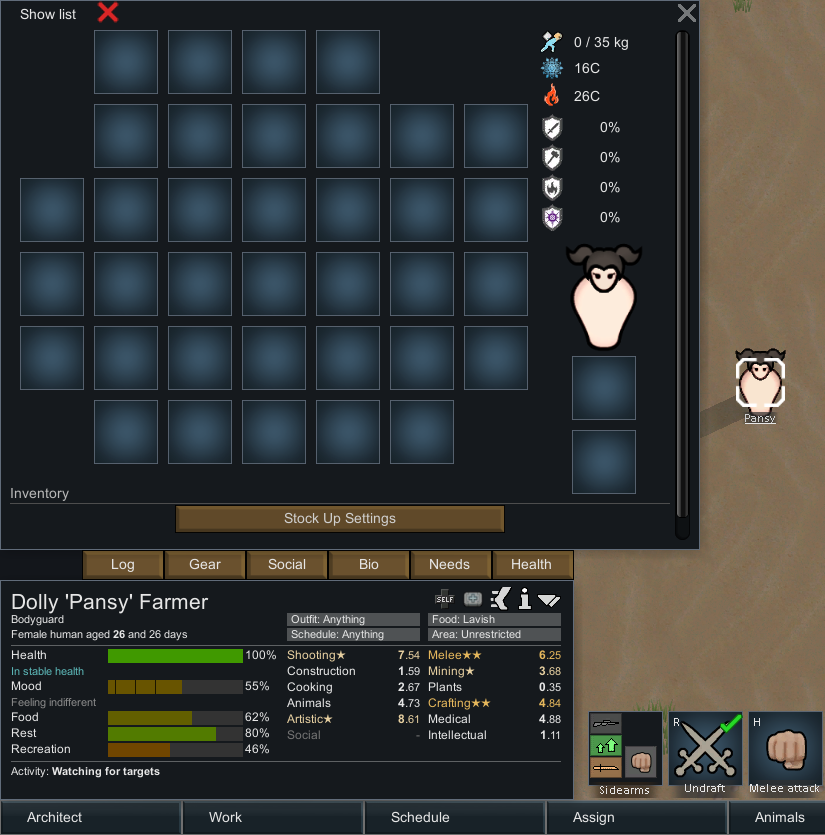 Show list
0 / 35 kg
16C
26C
0%
0%
0%
0%
Pansy
Inventory
Stock Up Settings
Log Gear Social Bio Needs Health
Dolly 'Pansy' Farmer
SELF
Bodyguard
Female human aged 26 and 26 days
Outfit: Anything Food: Lavish
Schedule: Anything Area: Unrestricted
Health 100%
In stable health
Mood 55%
Feeling indifferent
Food 62%
Rest 80%
Recreation 46%
Shooting★ 7.54 Melee★★ 6.25
Construction 1.59 Mining★ 3.68
Cooking 2.67 Plants 0.35
Animals 4.73 Crafting★★ 4.84
Artistic★ 8.61 Medical 4.88
Social - Intellectual 1.11
Activity: Watching for targets
Sidearms
R
Undraft
H
Melee attack
Architect Work Schedule Assign Animals